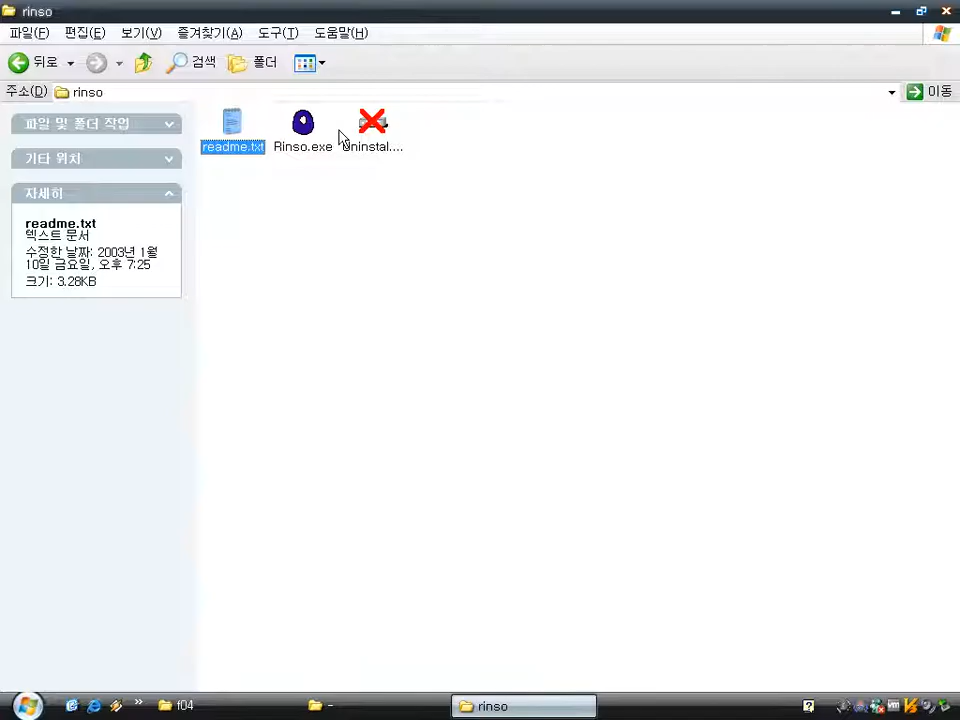 rinso
파일(F) 편집(E) 보기(V) 즐겨찾기(A) 도구(T) 도움말(H)
뒤로 검색 폴더
주소(D) rinso 이동
파일 및 폴더 작업
기타 위치
자세히
readme.txt
텍스트 문서
수정한 날짜: 2003년 1월
10일 금요일, 오후 7:25
크기: 3.28KB
readme.txt Rinso.exe Uninstal....
f04 - rinso